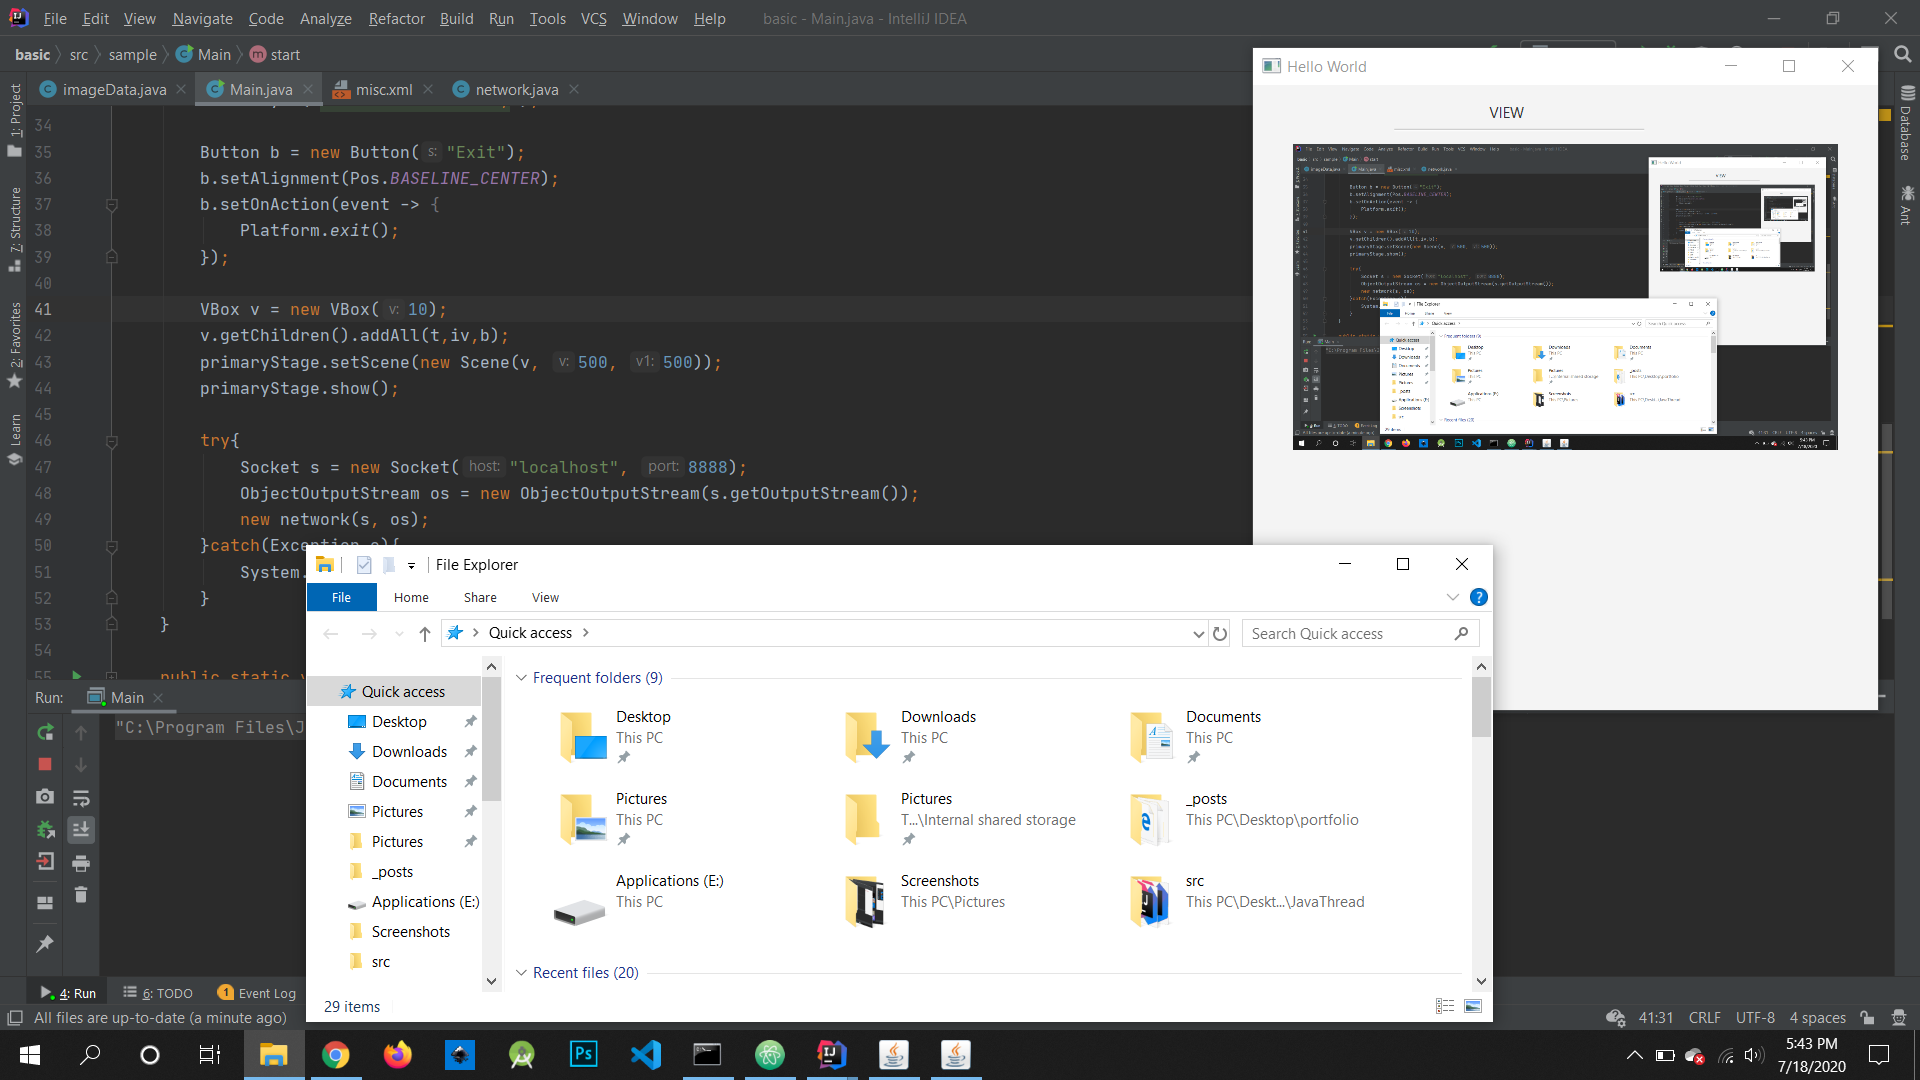 File Edit View Navigate Code Analyze Refactor Build Run Tools VCS Window Help basic - Main.java - IntelliJ IDEA
basic src sample Main start
imageData.java Main.java misc.xml network.java
1: Project
7: Structure
2: Favorites
Learn
34
35 Button b = new Button( s: "Exit");
36 b.setAlignment(Pos.BASELINE_CENTER);
37 b.setOnAction(event -> {
38 Platform.exit();
39 });
40
41 VBox v = new VBox( v: 10);
42 v.getChildren().addAll(t,iv,b);
43 primaryStage.setScene(new Scene(v, v: 500, v1: 500));
44 primaryStage.show();
45
46 try{
47 Socket s = new Socket( host: "localhost", port: 8888);
48 ObjectOutputStream os = new ObjectOutputStream(s.getOutputStream());
49 new network(s, os);
50 }catch(Exception e){
51 System.
52 }
53 }
54
55 public static v
Run: Main
"C:\Program Files\J
4: Run 6: TODO 1 Event Log
All files are up-to-date (a minute ago)
41:31 CRLF UTF-8 4 spaces
Database
Ant
Hello World
VIEW
File Explorer
File Home Share View
Quick access
Search Quick access
Quick access
Desktop
Downloads
Documents
Pictures
Pictures
_posts
Applications (E:)
Screenshots
src
Frequent folders (9)
Desktop
This PC
Downloads
This PC
Documents
This PC
Pictures
This PC
Pictures
T...\Internal shared storage
_posts
This PC\Desktop\portfolio
Applications (E:)
This PC
Screenshots
This PC\Pictures
src
This PC\Deskt...\JavaThread
Recent files (20)
29 items
Ps
5:43 PM
7/18/2020